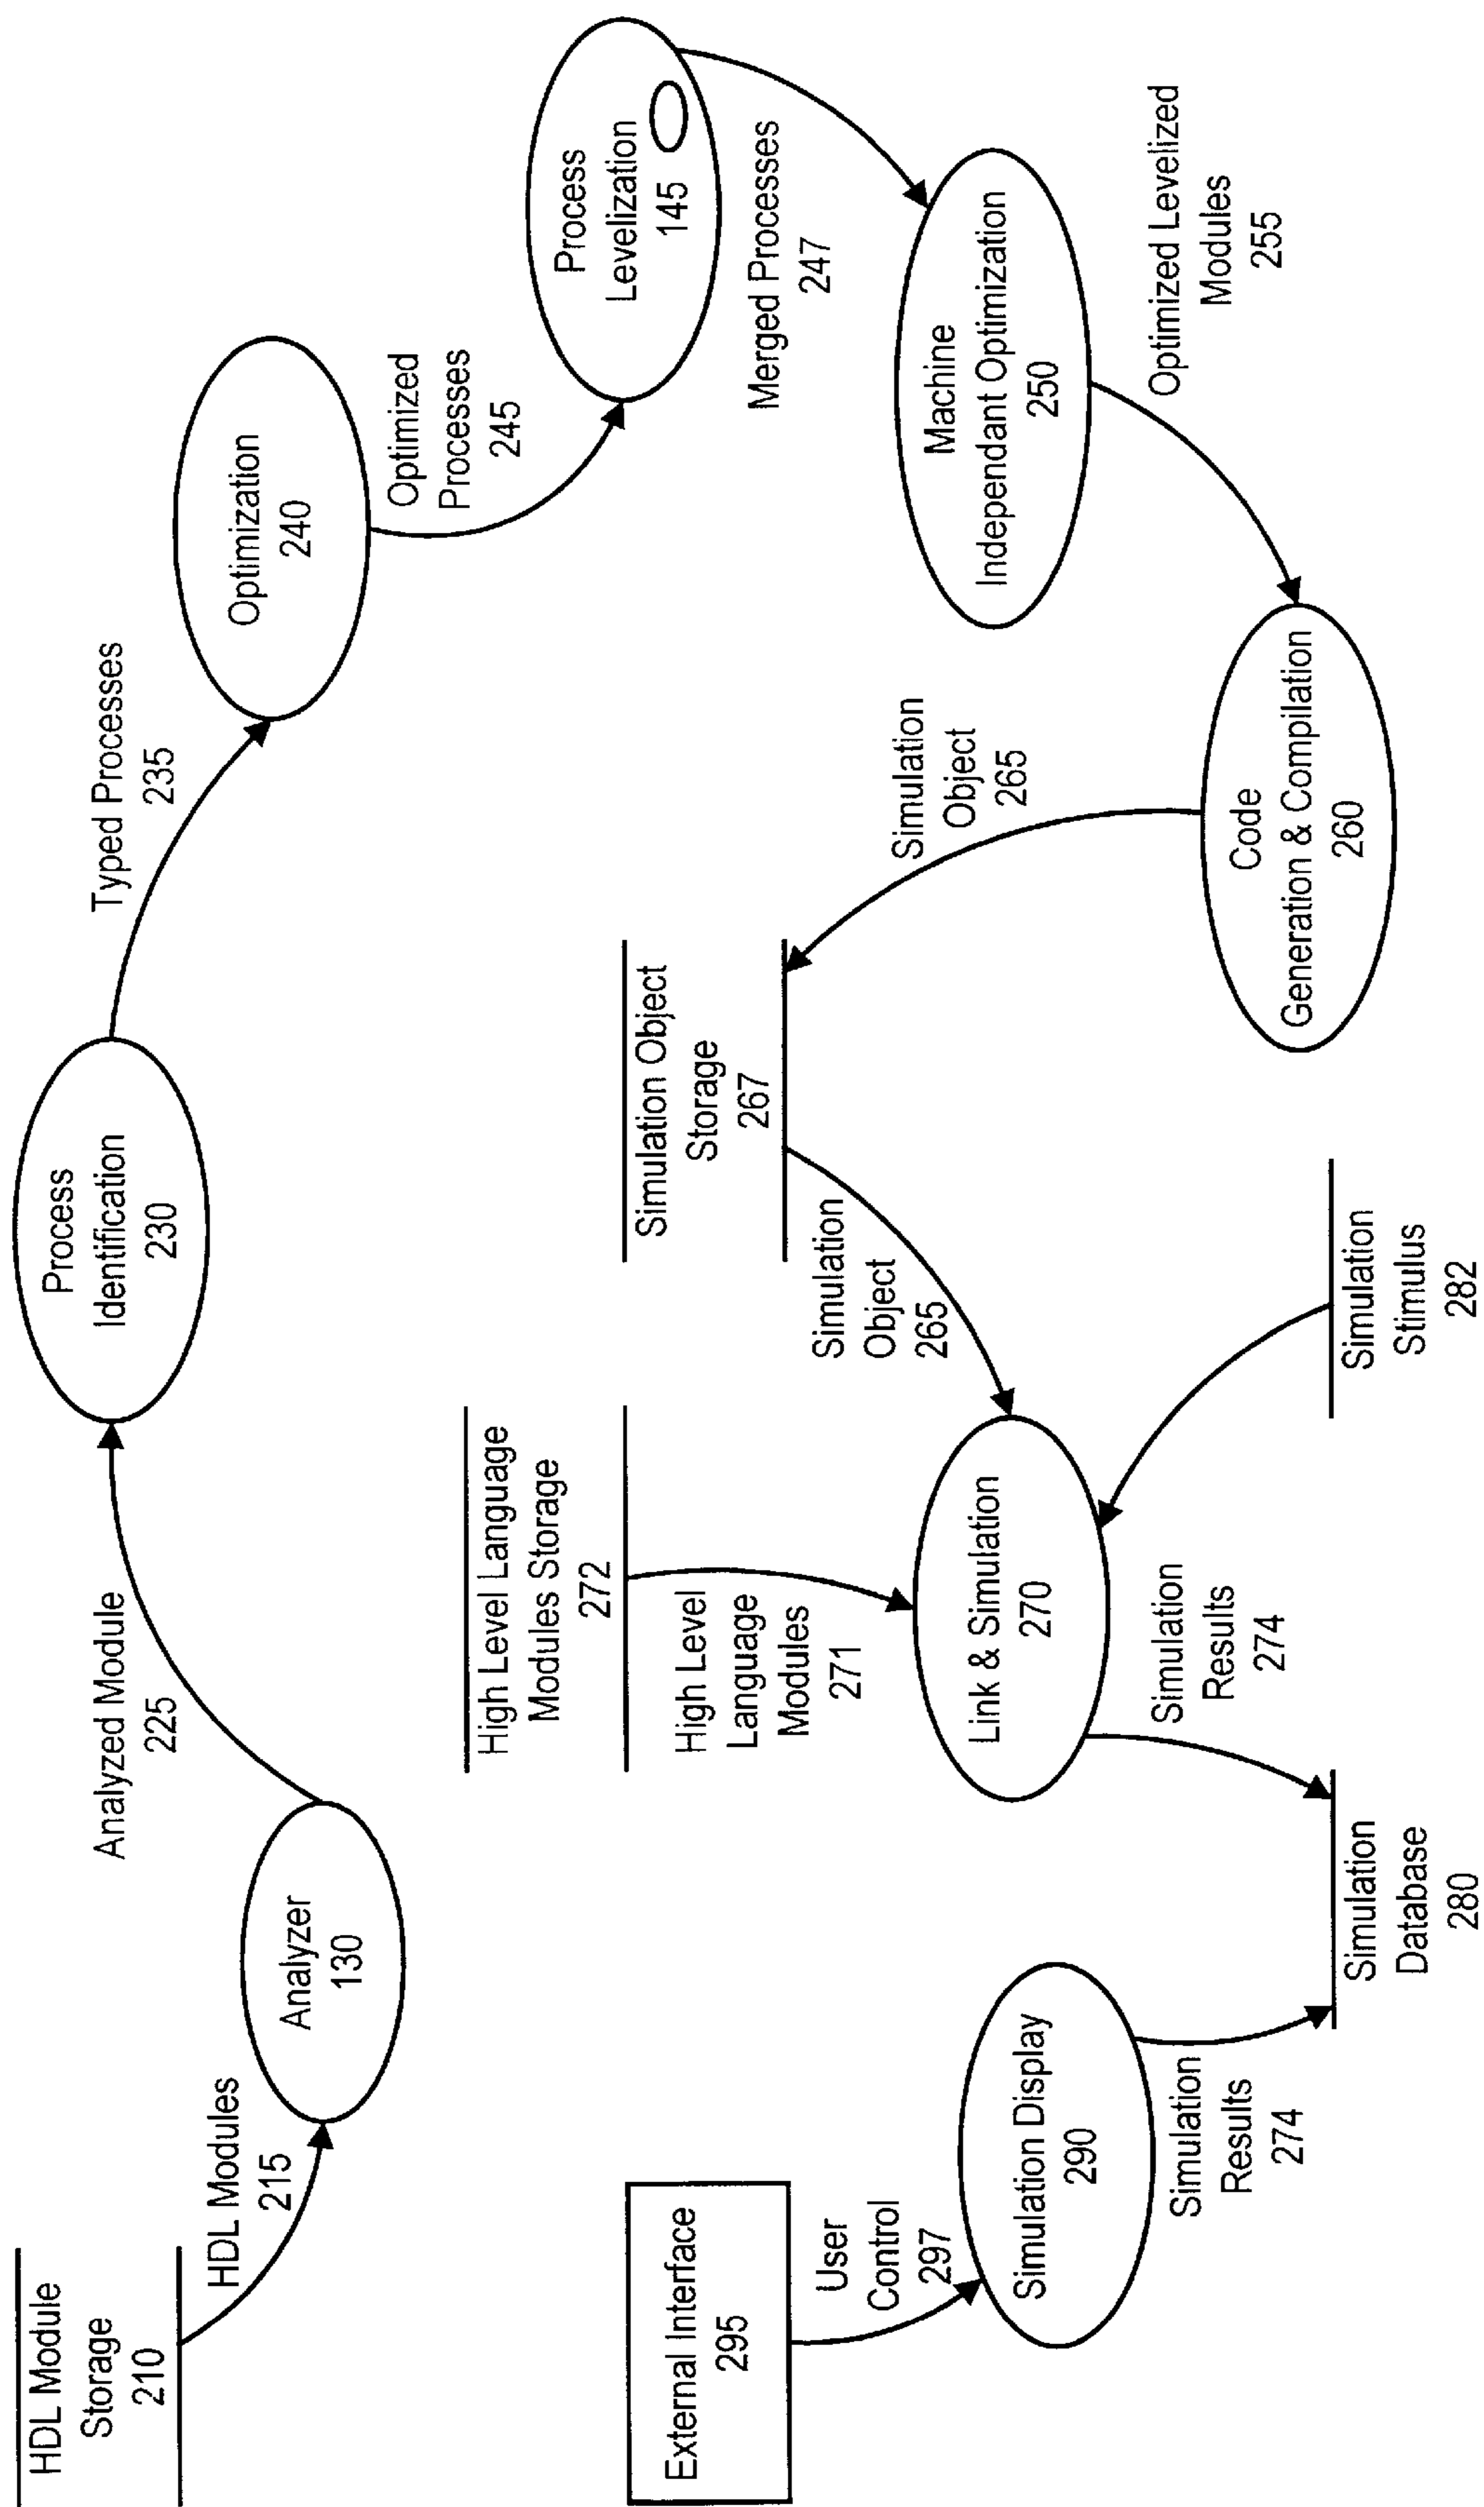 HDL Module
Storage
210
HDL Modules
215
Analyzer
130
Analyzed Module
225
Process
Identification
230
Typed Processes
235
Optimization
240
Optimized
Processes
245
Process
Levelization
145
Merged Processes
247
Machine
Independant Optimization
250
Optimized Levelized
Modules
255
Code
Generation & Compilation
260
Simulation
Object
265
Simulation Object
Storage
267
Simulation
Object
265
High Level Language
Modules Storage
272
High Level
Language
Modules
271
Link & Simulation
270
Simulation
Stimulus
282
Simulation
Results
274
Simulation
Database
280
External Interface
295
User
Control
297
Simulation Display
290
Simulation
Results
274